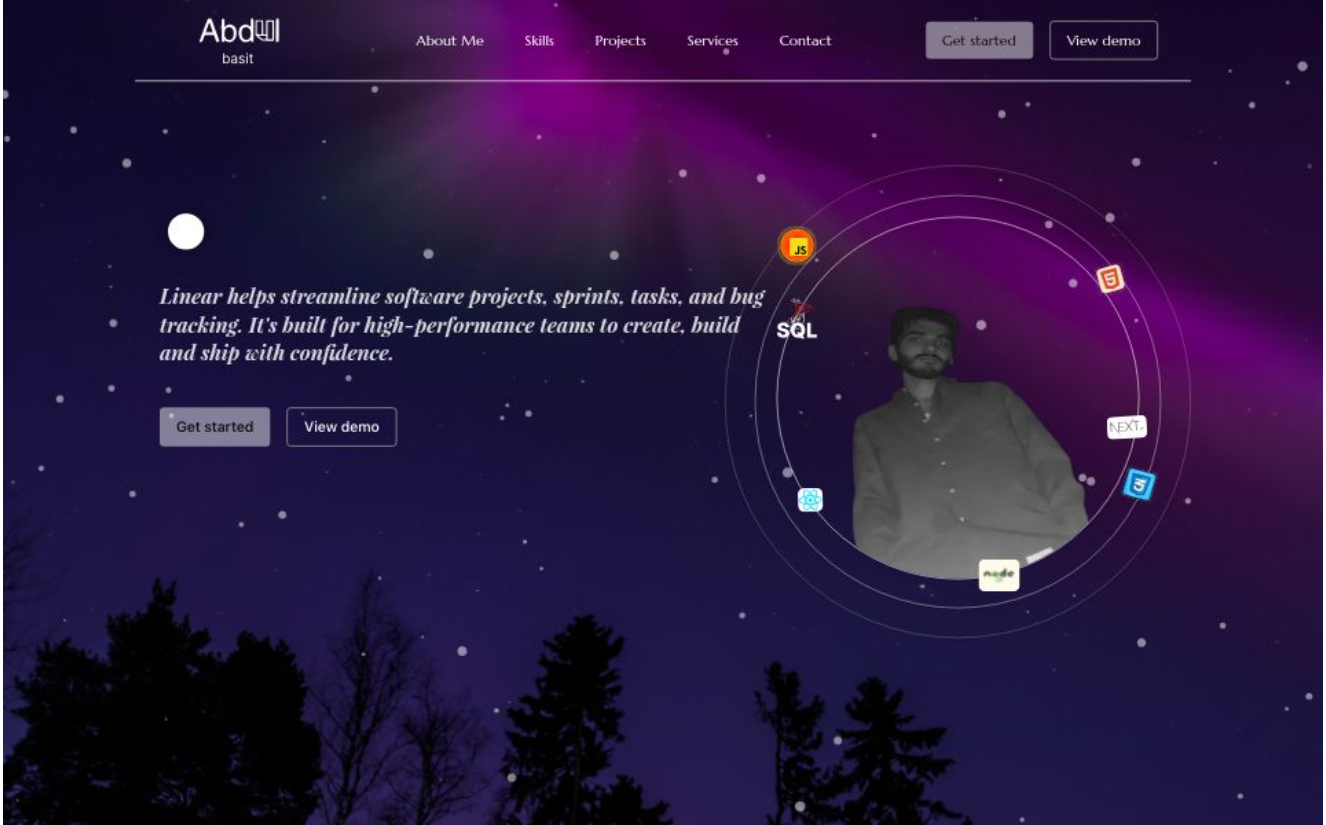 Abdul
basit
About Me
Skills
Projects
Services
Contact
Get started
View demo
Linear helps streamline software projects, sprints, tasks, and bug
tracking. It's built for high-performance teams to create, build
and ship with confidence.
Get started
View demo
JS
SQL
5
NEXT.
3
node